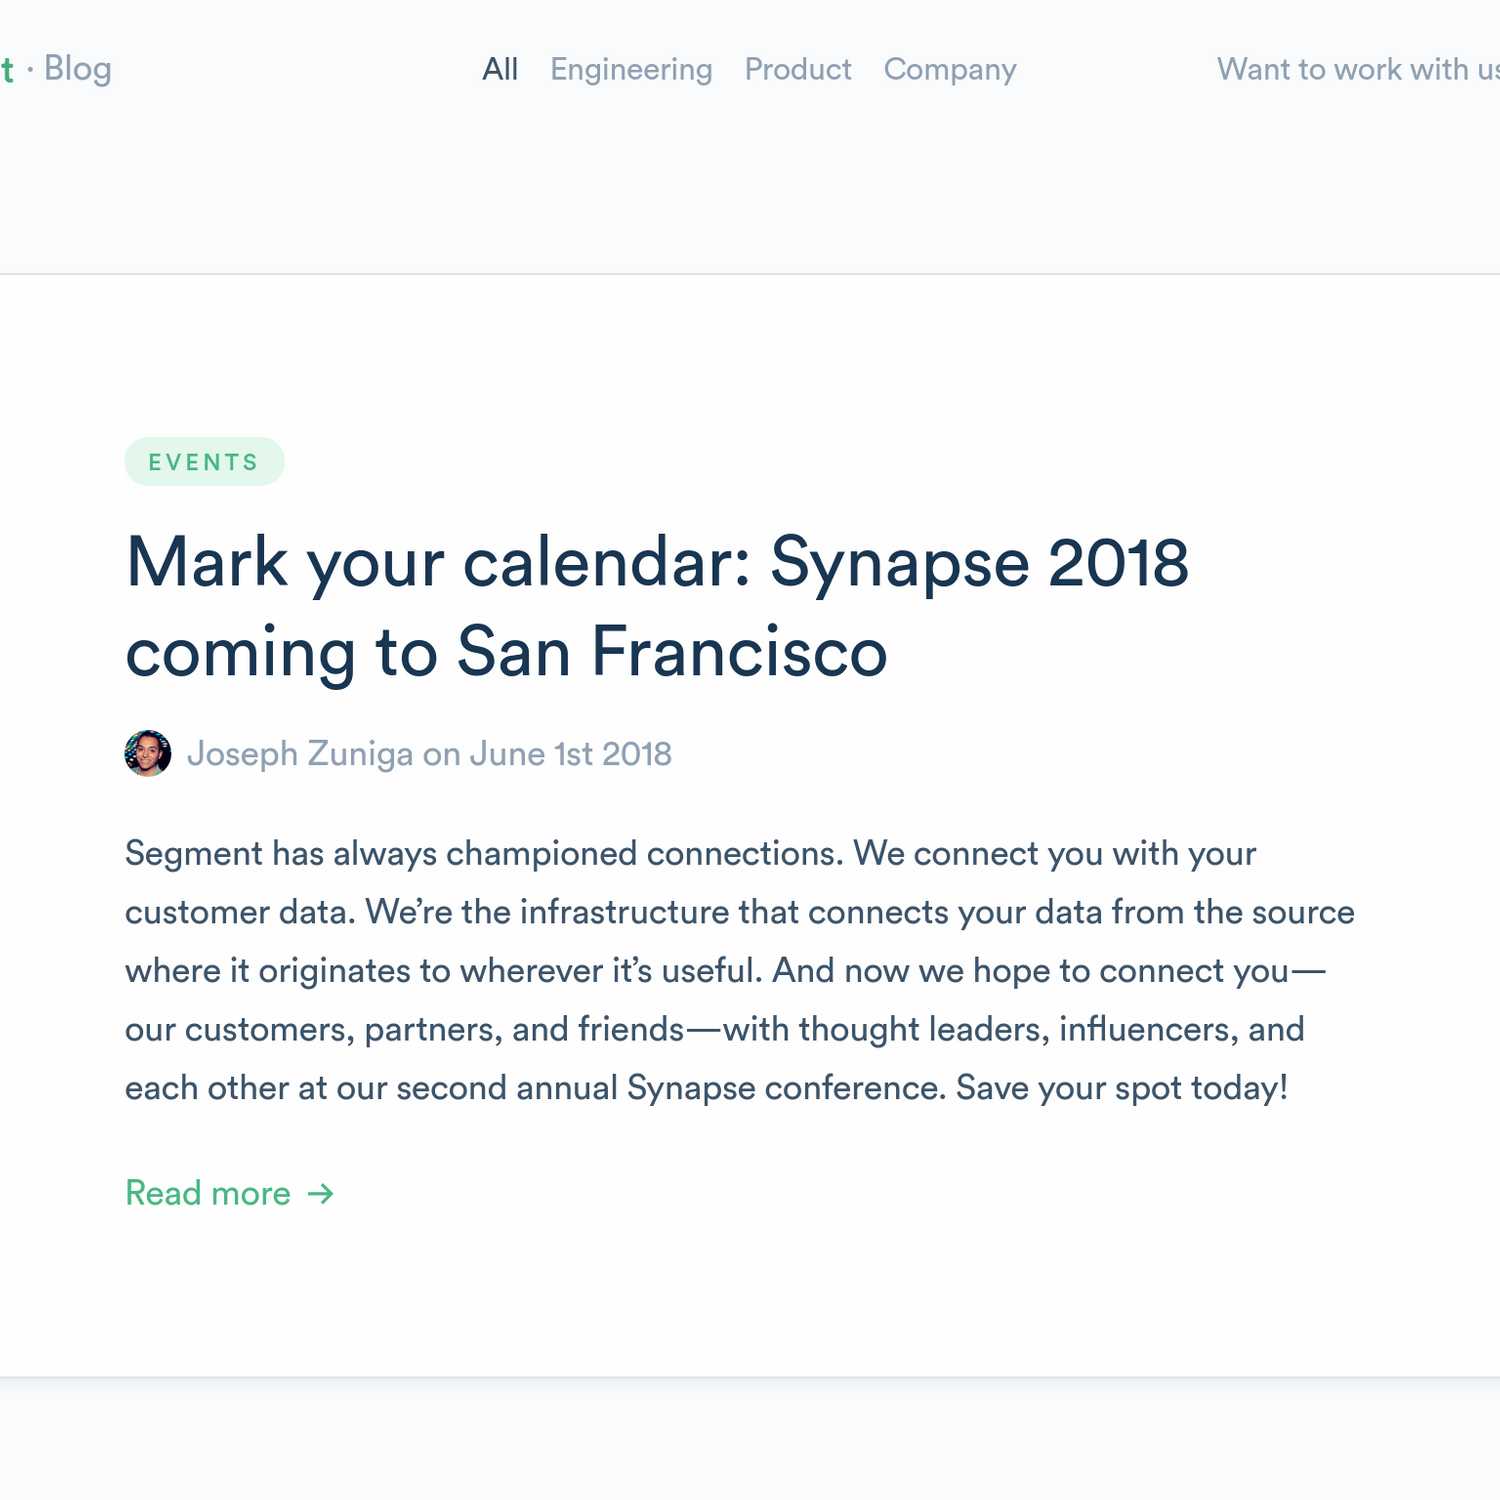 t · Blog All Engineering Product Company Want to work with us
EVENTS
Mark your calendar: Synapse 2018
coming to San Francisco
Joseph Zuniga on June 1st 2018
Segment has always championed connections. We connect you with your
customer data. We’re the infrastructure that connects your data from the source
where it originates to wherever it’s useful. And now we hope to connect you—
our customers, partners, and friends—with thought leaders, influencers, and
each other at our second annual Synapse conference. Save your spot today!
Read more →